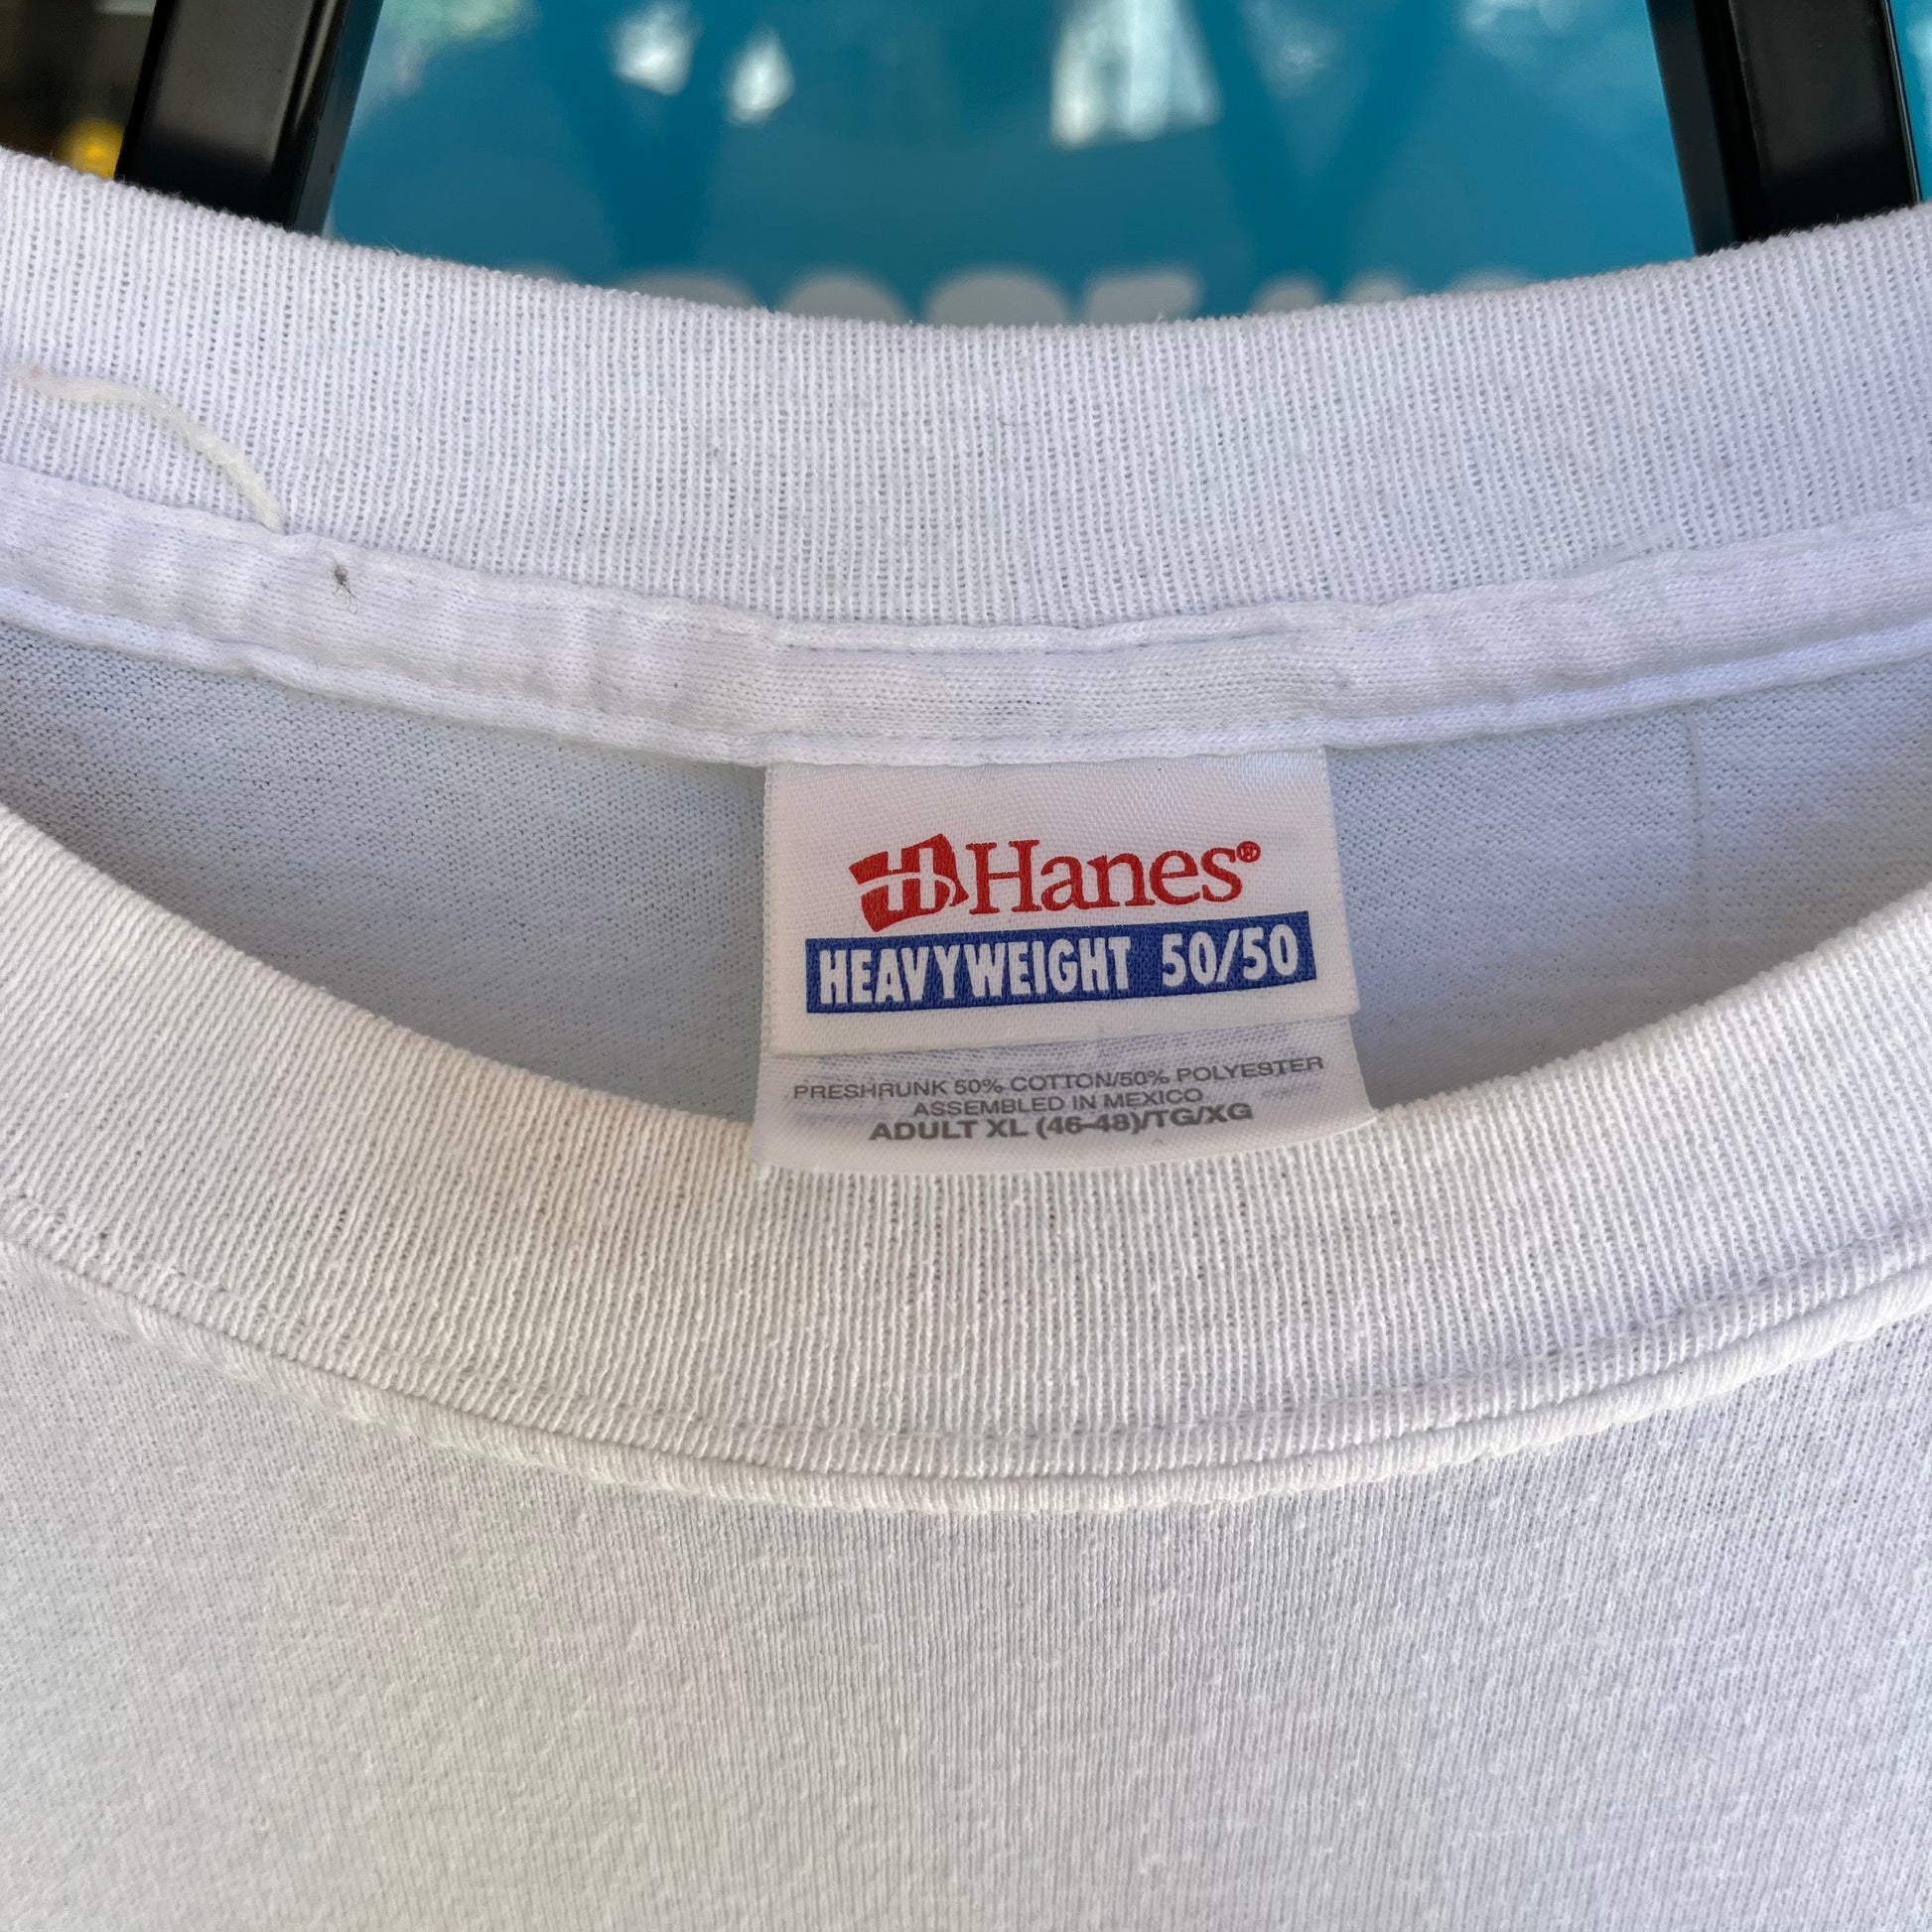 Hanes®
HEAVYWEIGHT 50/50
PRESHRUNK 50% COTTON/50% POLYESTER
ASSEMBLED IN MEXICO
ADULT XL (46-48)/TG/XG